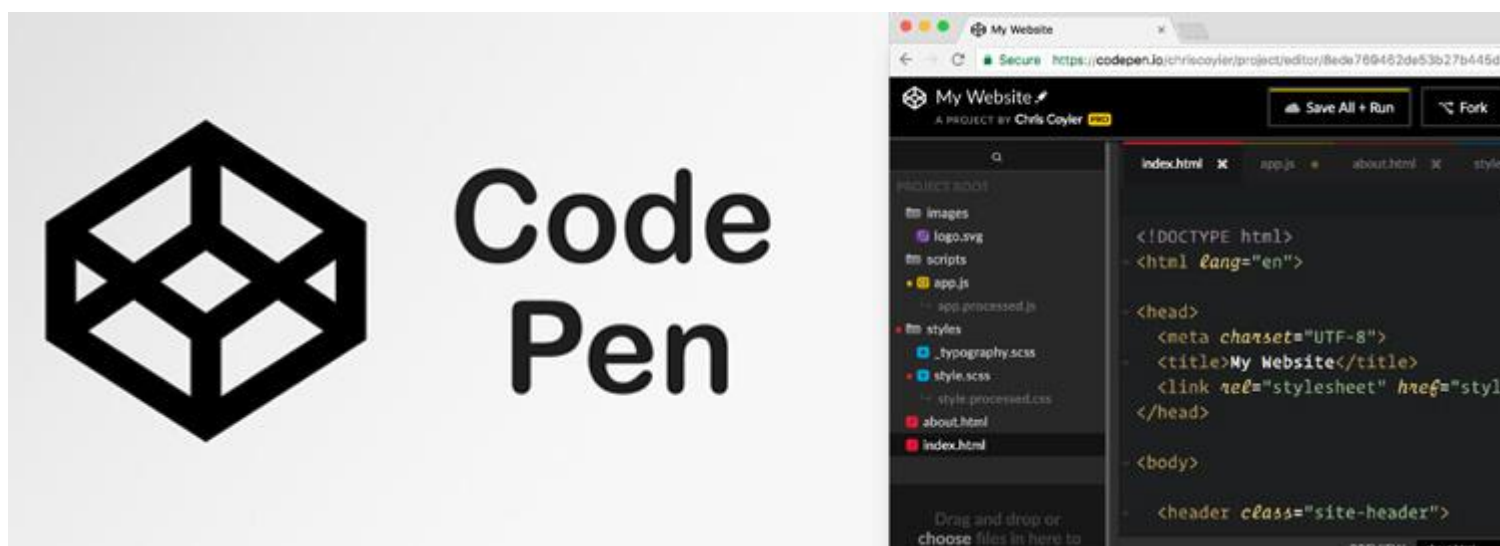 Code
Pen
My Website
Secure https://codepen.io/chriscoyier/project/editor/8ede769462de53b27b445d
My Website
A PROJECT BY Chris Coyler PRO
Save All + Run
Fork
PROJECT ROOT
images
logo.svg
scripts
app.js
app.processed.js
styles
_typography.scss
style.scss
style.processed.css
about.html
index.html
Drag and drop or
choose files in here to
index.html
app.js
about.html
style
<!DOCTYPE html>
<html lang="en">
<head>
<meta charset="UTF-8">
<title>My Website</title>
<link rel="stylesheet" href="styl
</head>
<body>
<header class="site-header">